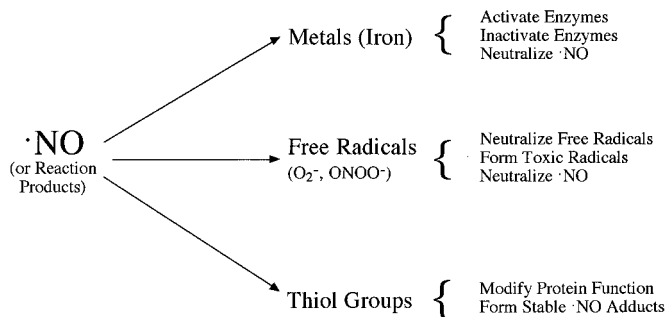 ·NO
(or Reaction
Products)
Metals (Iron)
Activate Enzymes
Inactivate Enzymes
Neutralize ·NO
Free Radicals
(O₂⁻, ONOO⁻)
Neutralize Free Radicals
Form Toxic Radicals
Neutralize ·NO
Thiol Groups
Modify Protein Function
Form Stable ·NO Adducts